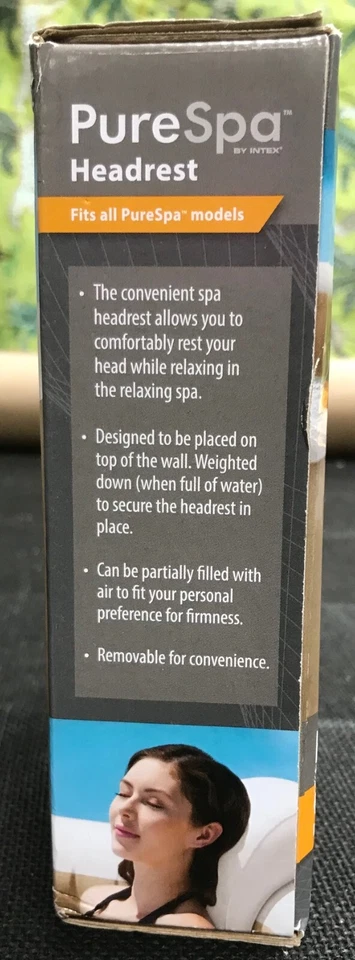 PureSpa™
BY INTEX®
Headrest
Fits all PureSpa™ models
• The convenient spa
headrest allows you to
comfortably rest your
head while relaxing in
the relaxing spa.
• Designed to be placed on
top of the wall. Weighted
down (when full of water)
to secure the headrest in
place.
• Can be partially filled with
air to fit your personal
preference for firmness.
• Removable for convenience.